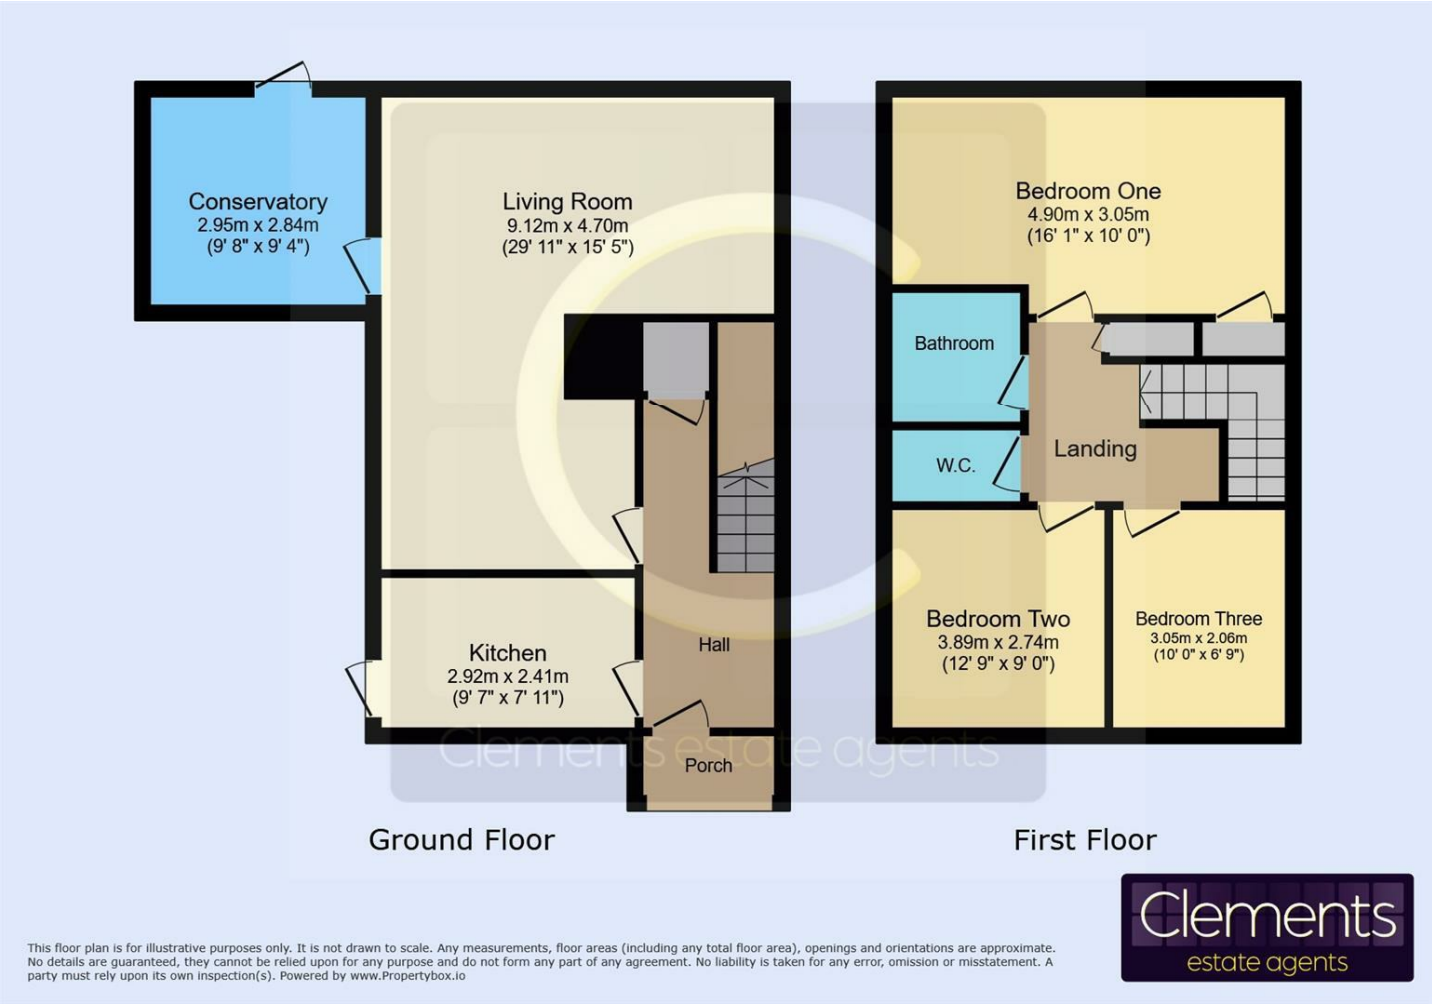 Conservatory
2.95m x 2.84m
(9' 8" x 9' 4")
Living Room
9.12m x 4.70m
(29' 11" x 15' 5")
Kitchen
2.92m x 2.41m
(9' 7" x 7' 11")
Hall
Porch
Clements estate agents
Ground Floor
Bedroom One
4.90m x 3.05m
(16' 1" x 10' 0")
Bathroom
W.C.
Landing
Bedroom Two
3.89m x 2.74m
(12' 9" x 9' 0")
Bedroom Three
3.05m x 2.06m
(10' 0" x 6' 9")
First Floor
Clements
estate agents
This floor plan is for illustrative purposes only. It is not drawn to scale. Any measurements, floor areas (including any total floor area), openings and orientations are approximate.
No details are guaranteed, they cannot be relied upon for any purpose and do not form any part of any agreement. No liability is taken for any error, omission or misstatement. A
party must rely upon its own inspection(s). Powered by www.Propertybox.io